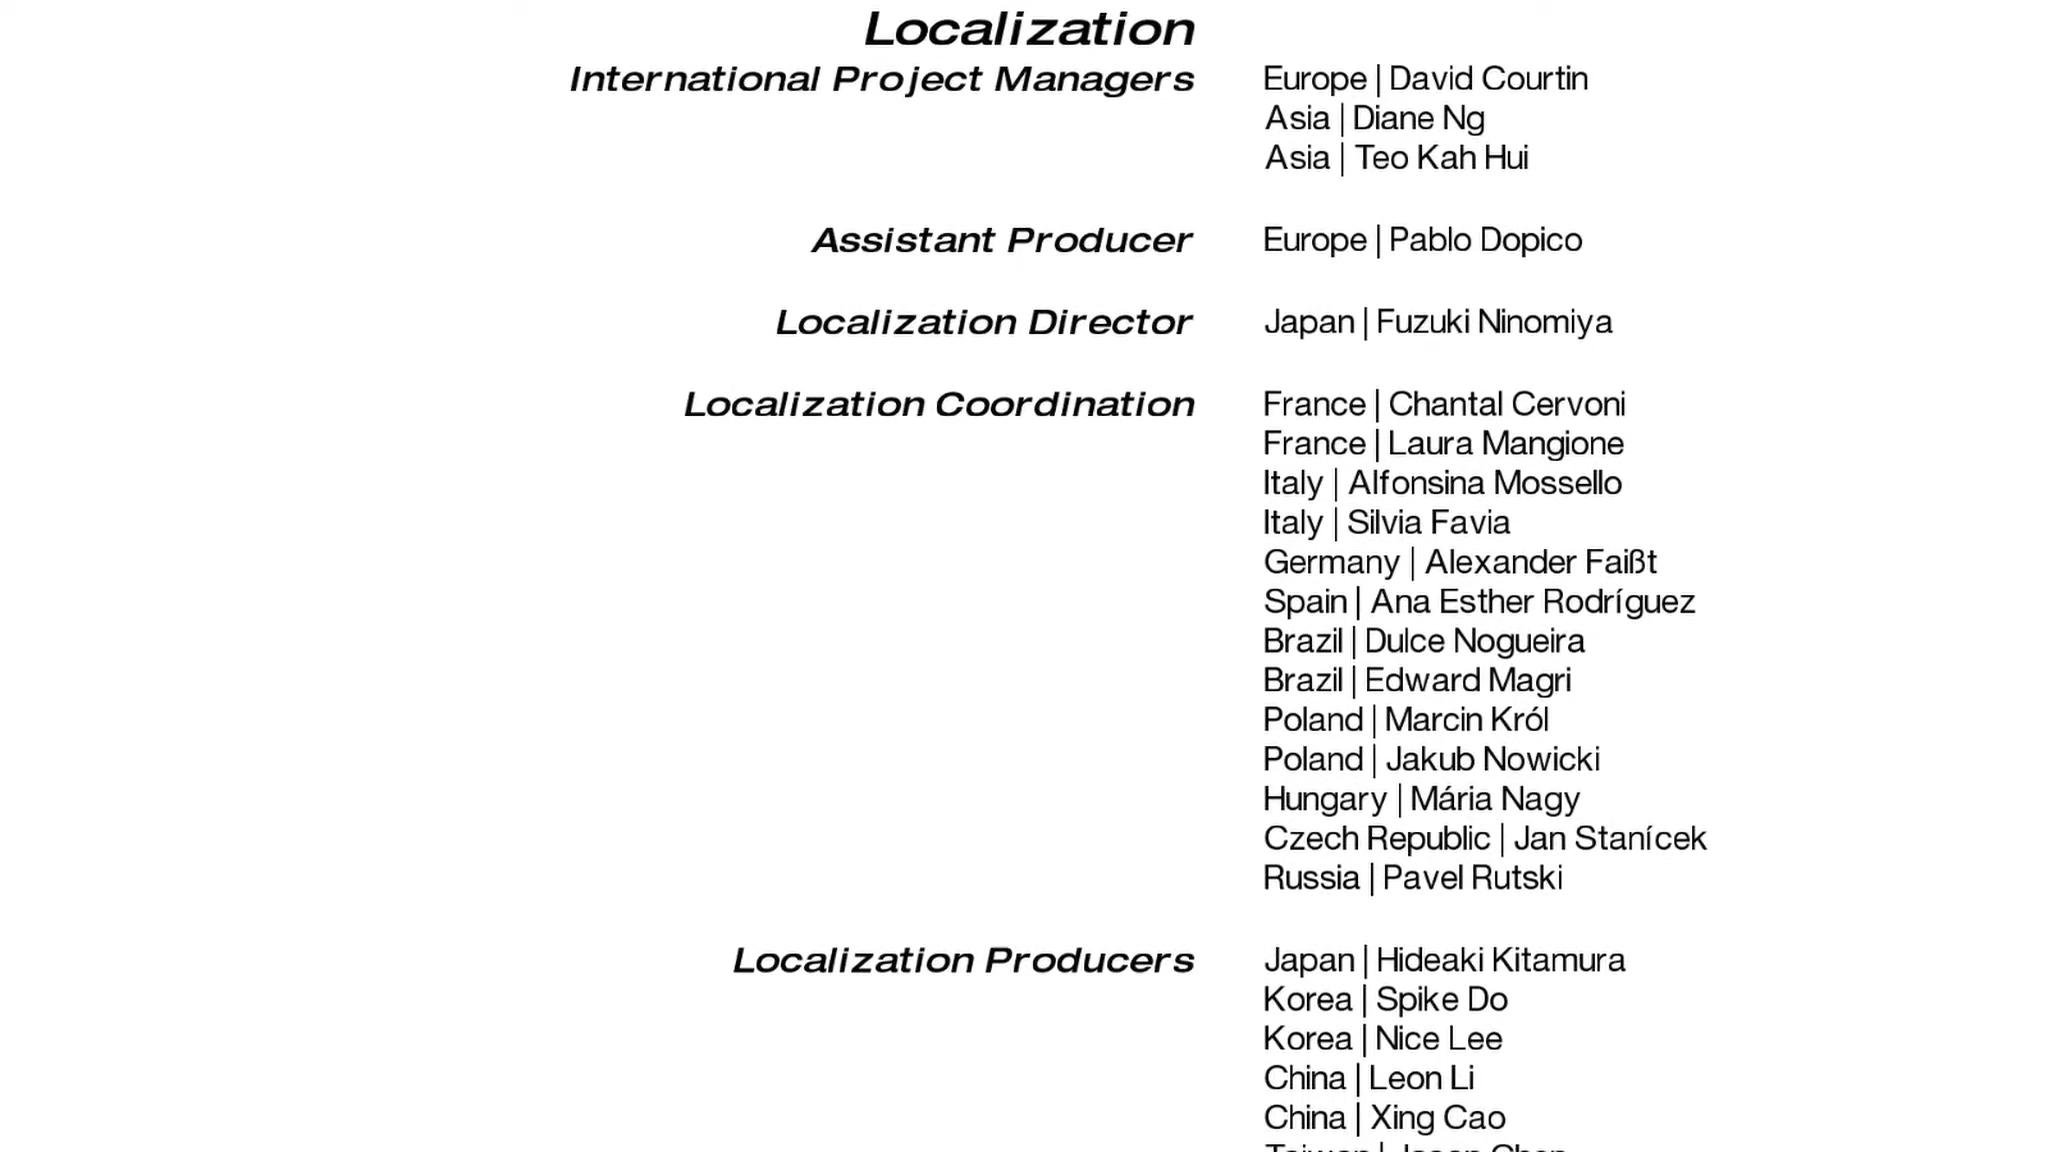 Localization
International Project Managers Europe | David Courtin
Asia | Diane Ng
Asia | Teo Kah Hui
Assistant Producer Europe | Pablo Dopico
Localization Director Japan | Fuzuki Ninomiya
Localization Coordination France | Chantal Cervoni
France | Laura Mangione
Italy | Alfonsina Mossello
Italy | Silvia Favia
Germany | Alexander Faißt
Spain | Ana Esther Rodríguez
Brazil | Dulce Nogueira
Brazil | Edward Magri
Poland | Marcin Król
Poland | Jakub Nowicki
Hungary | Mária Nagy
Czech Republic | Jan Stanícek
Russia | Pavel Rutski
Localization Producers Japan | Hideaki Kitamura
Korea | Spike Do
Korea | Nice Lee
China | Leon Li
China | Xing Cao